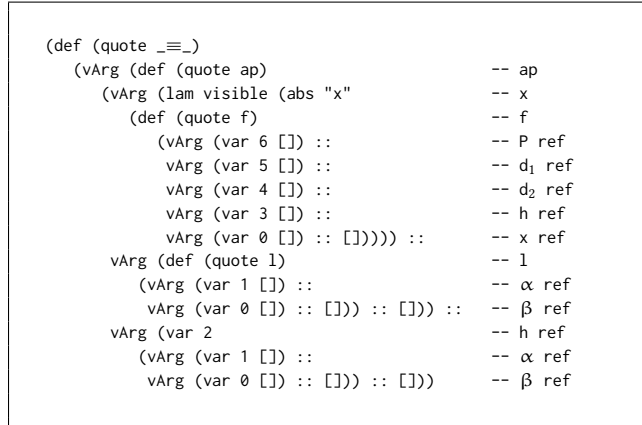 (def (quote _≡_)
(vArg (def (quote ap) -- ap
(vArg (lam visible (abs "x" -- x
(def (quote f) -- f
(vArg (var 6 []) :: -- P ref
vArg (var 5 []) :: -- d₁ ref
vArg (var 4 []) :: -- d₂ ref
vArg (var 3 []) :: -- h ref
vArg (var 0 []) :: [])))) :: -- x ref
vArg (def (quote l) -- l
(vArg (var 1 []) :: -- α ref
vArg (var 0 []) :: [])) :: [])) :: -- β ref
vArg (var 2 -- h ref
(vArg (var 1 []) :: -- α ref
vArg (var 0 []) :: [])) :: [])) -- β ref